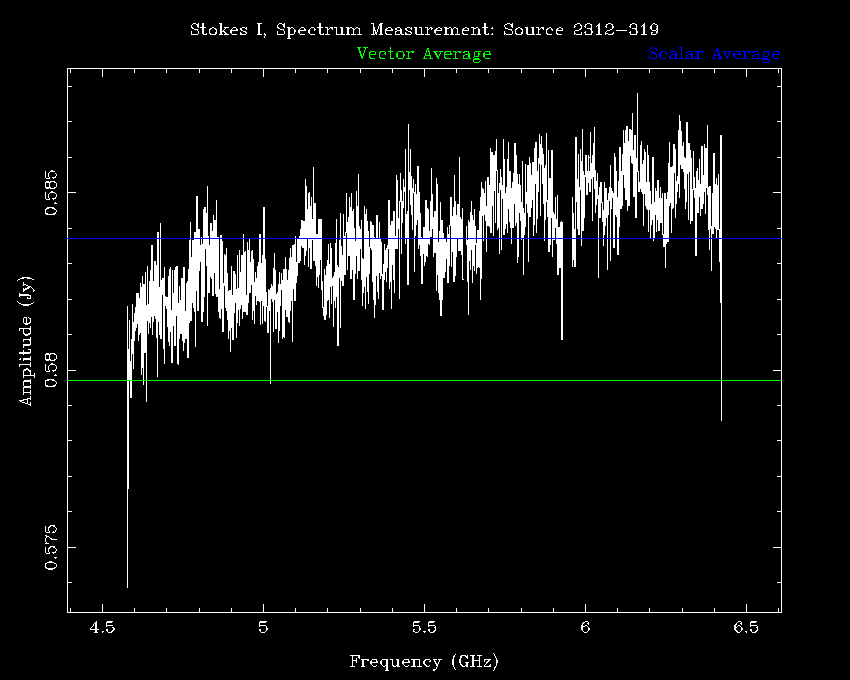 Stokes I, Spectrum Measurement: Source 2312−319
Vector Average
Scalar Average
0.585
0.58
0.575
Amplitude (Jy)
4.5 5 5.5 6 6.5
Frequency (GHz)